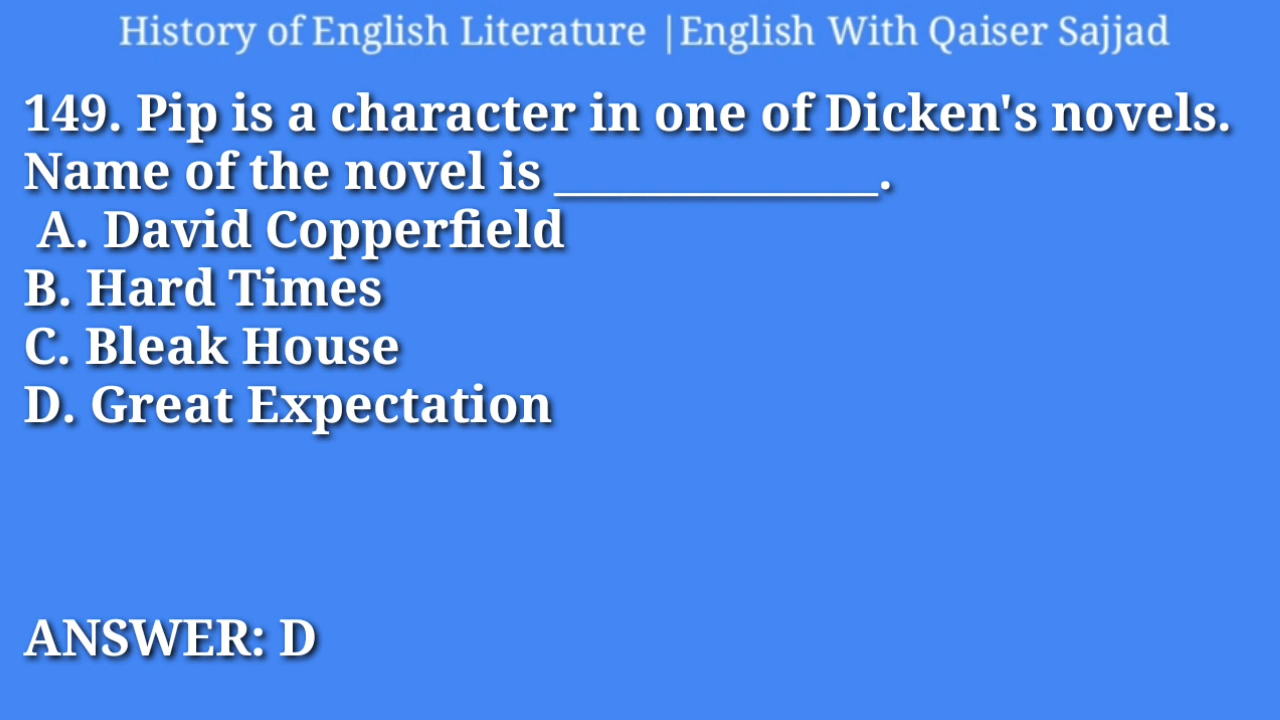 History of English Literature |English With Qaiser Sajjad
149. Pip is a character in one of Dicken's novels.
Name of the novel is ______________.
A. David Copperfield
B. Hard Times
C. Bleak House
D. Great Expectation
ANSWER: D